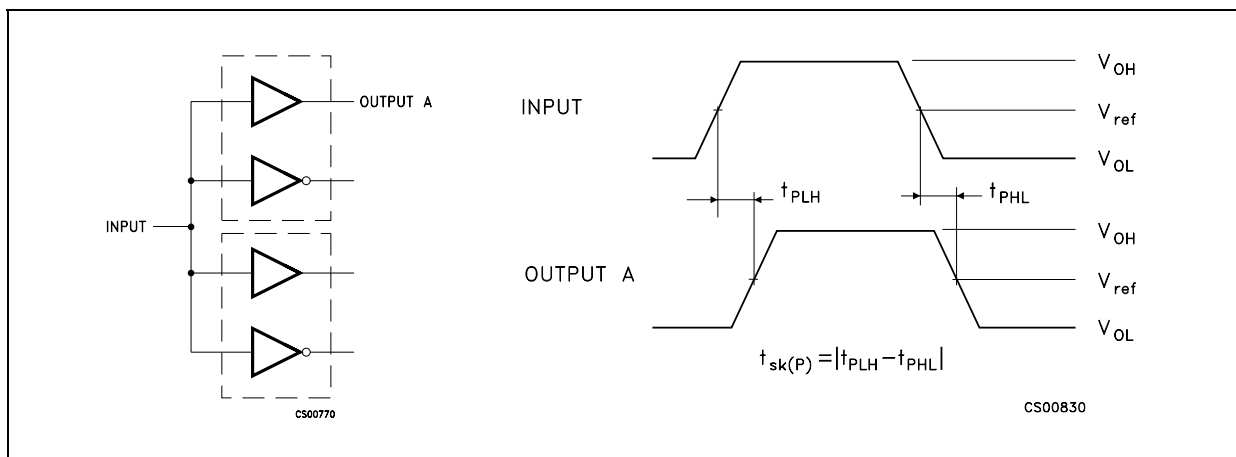 OUTPUT A
INPUT
CS00770
INPUT
V_OH
V_ref
V_OL
t_PLH
t_PHL
OUTPUT A
V_OH
V_ref
V_OL
t_sk(P) =|t_PLH−t_PHL|
CS00830